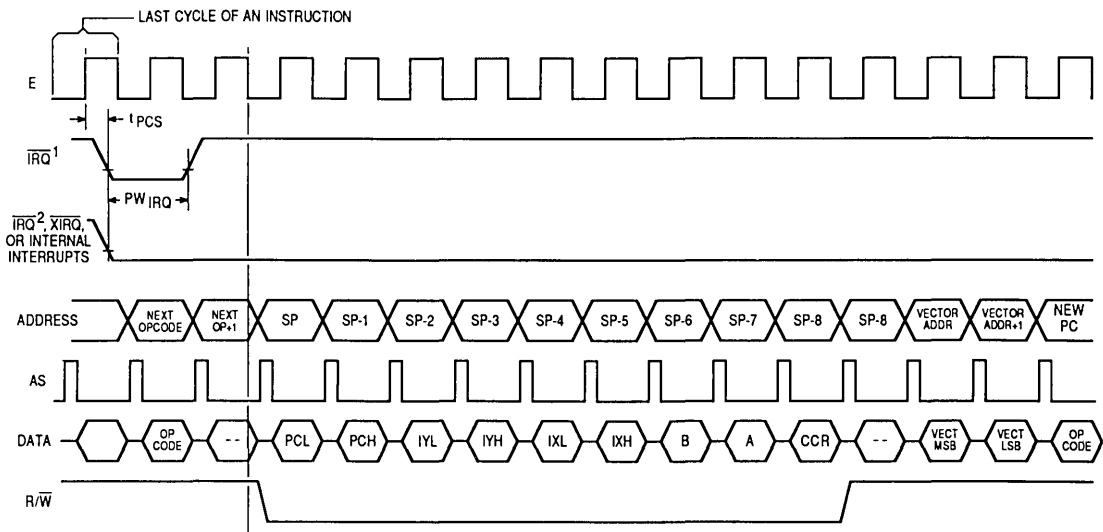 LAST CYCLE OF AN INSTRUCTION
E
tPCS
IRQ1
PWIRQ
IRQ2, XIRQ,
OR INTERNAL
INTERRUPTS
ADDRESS
NEXT OPCODE
NEXT OP+1
SP
SP-1
SP-2
SP-3
SP-4
SP-5
SP-6
SP-7
SP-8
SP-8
VECTOR ADDR
VECTOR ADDR+1
NEW PC
AS
DATA
OP CODE
--
PCL
PCH
IYL
IYH
IXL
IXH
B
A
CCR
--
VECT MSB
VECT LSB
OP CODE
R/W